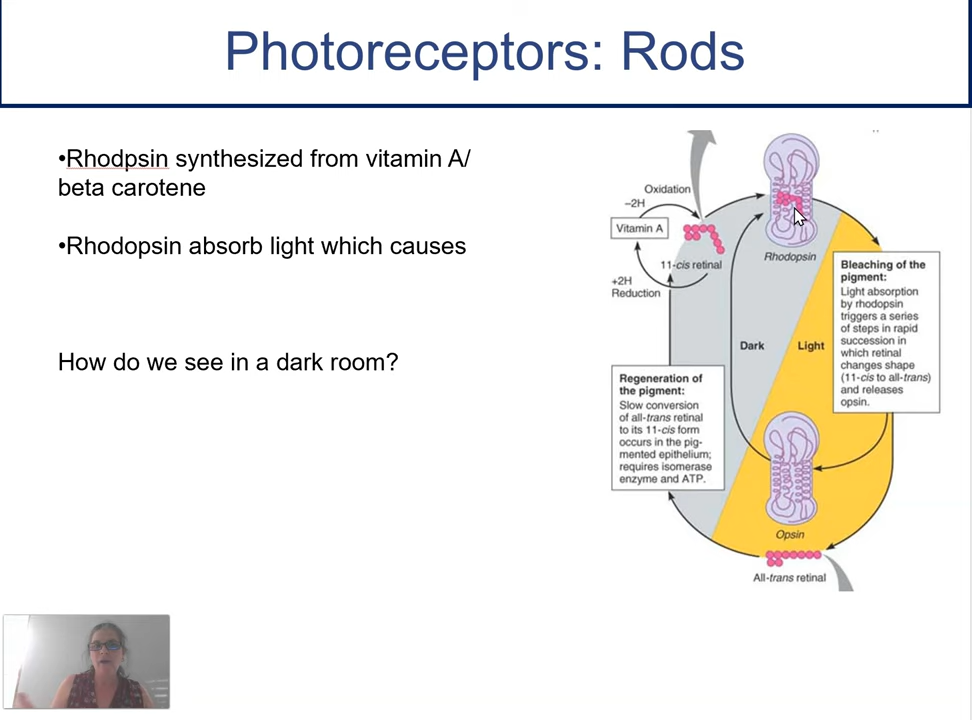 Photoreceptors: Rods
•Rhodpsin synthesized from vitamin A/
beta carotene
•Rhodopsin absorb light which causes
How do we see in a dark room?
Oxidation
–2H
Vitamin A
11-cis retinal
+2H
Reduction
Rhodopsin
Bleaching of the
pigment:
Light absorption
by rhodopsin
triggers a series
of steps in rapid
succession in
which retinal
changes shape
(11-cis to all-trans)
and releases
opsin.
Dark
Light
Regeneration of
the pigment:
Slow conversion
of all-trans retinal
to its 11-cis form
occurs in the pig-
mented epithelium;
requires isomerase
enzyme and ATP.
Opsin
All-trans retinal